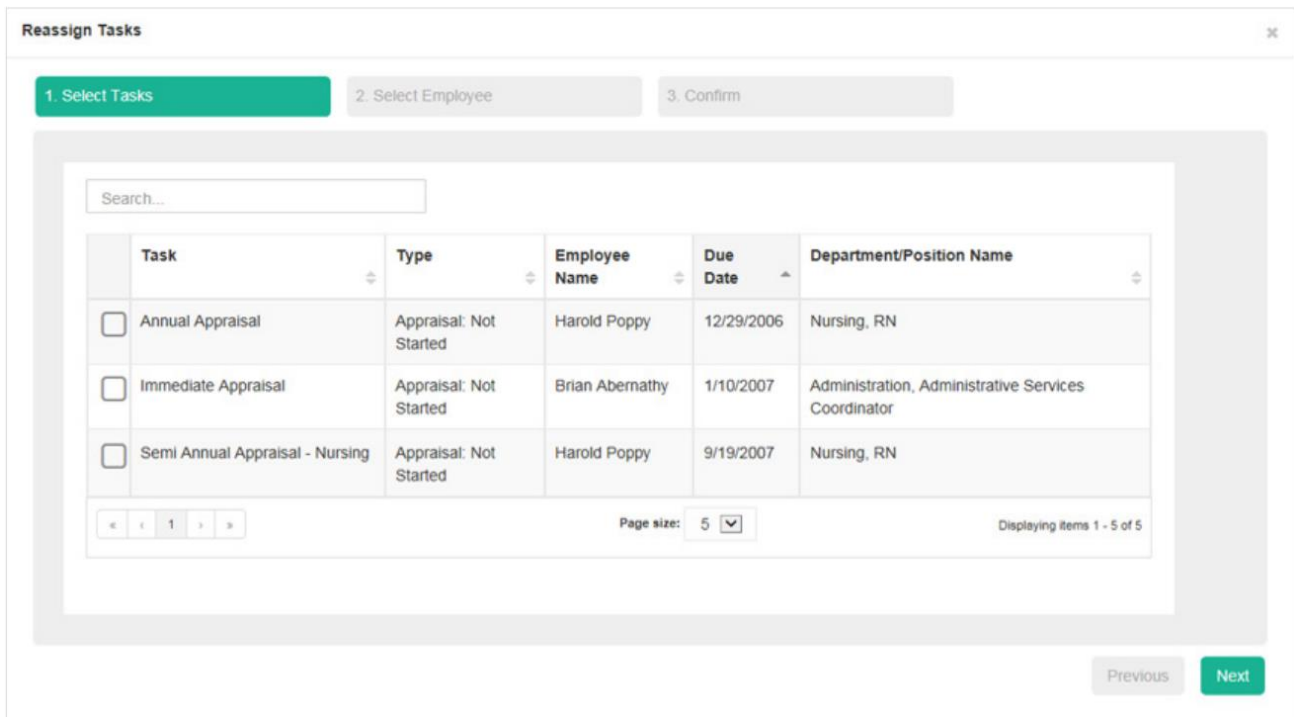 Reassign Tasks
1. Select Tasks
2. Select Employee
3. Confirm
Search...
Task
Type
Employee
Name
Due
Date
Department/Position Name
Annual Appraisal
Appraisal: Not
Started
Harold Poppy
12/29/2006
Nursing, RN
Immediate Appraisal
Appraisal: Not
Started
Brian Abernathy
1/10/2007
Administration, Administrative Services
Coordinator
Semi Annual Appraisal - Nursing
Appraisal: Not
Started
Harold Poppy
9/19/2007
Nursing, RN
« ‹ 1 › »
Page size: 5
Displaying items 1 - 5 of 5
Previous
Next